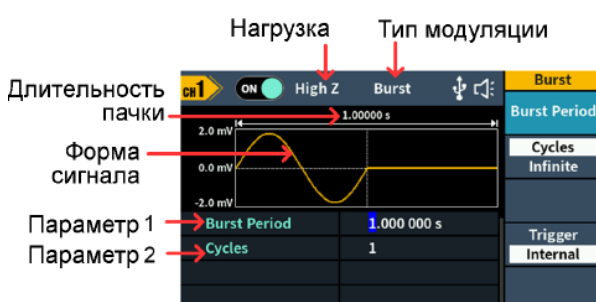 Нагрузка
Тип модуляции
Длительность
пачки
Форма
сигнала
Параметр 1
Параметр 2
CH1 ON High Z Burst
1.00000 s
2.0 mV
0.0 mV
-2.0 mV
Burst Period 1.000 000 s
Cycles 1
Burst
Burst Period
Cycles
Infinite
Trigger
Internal